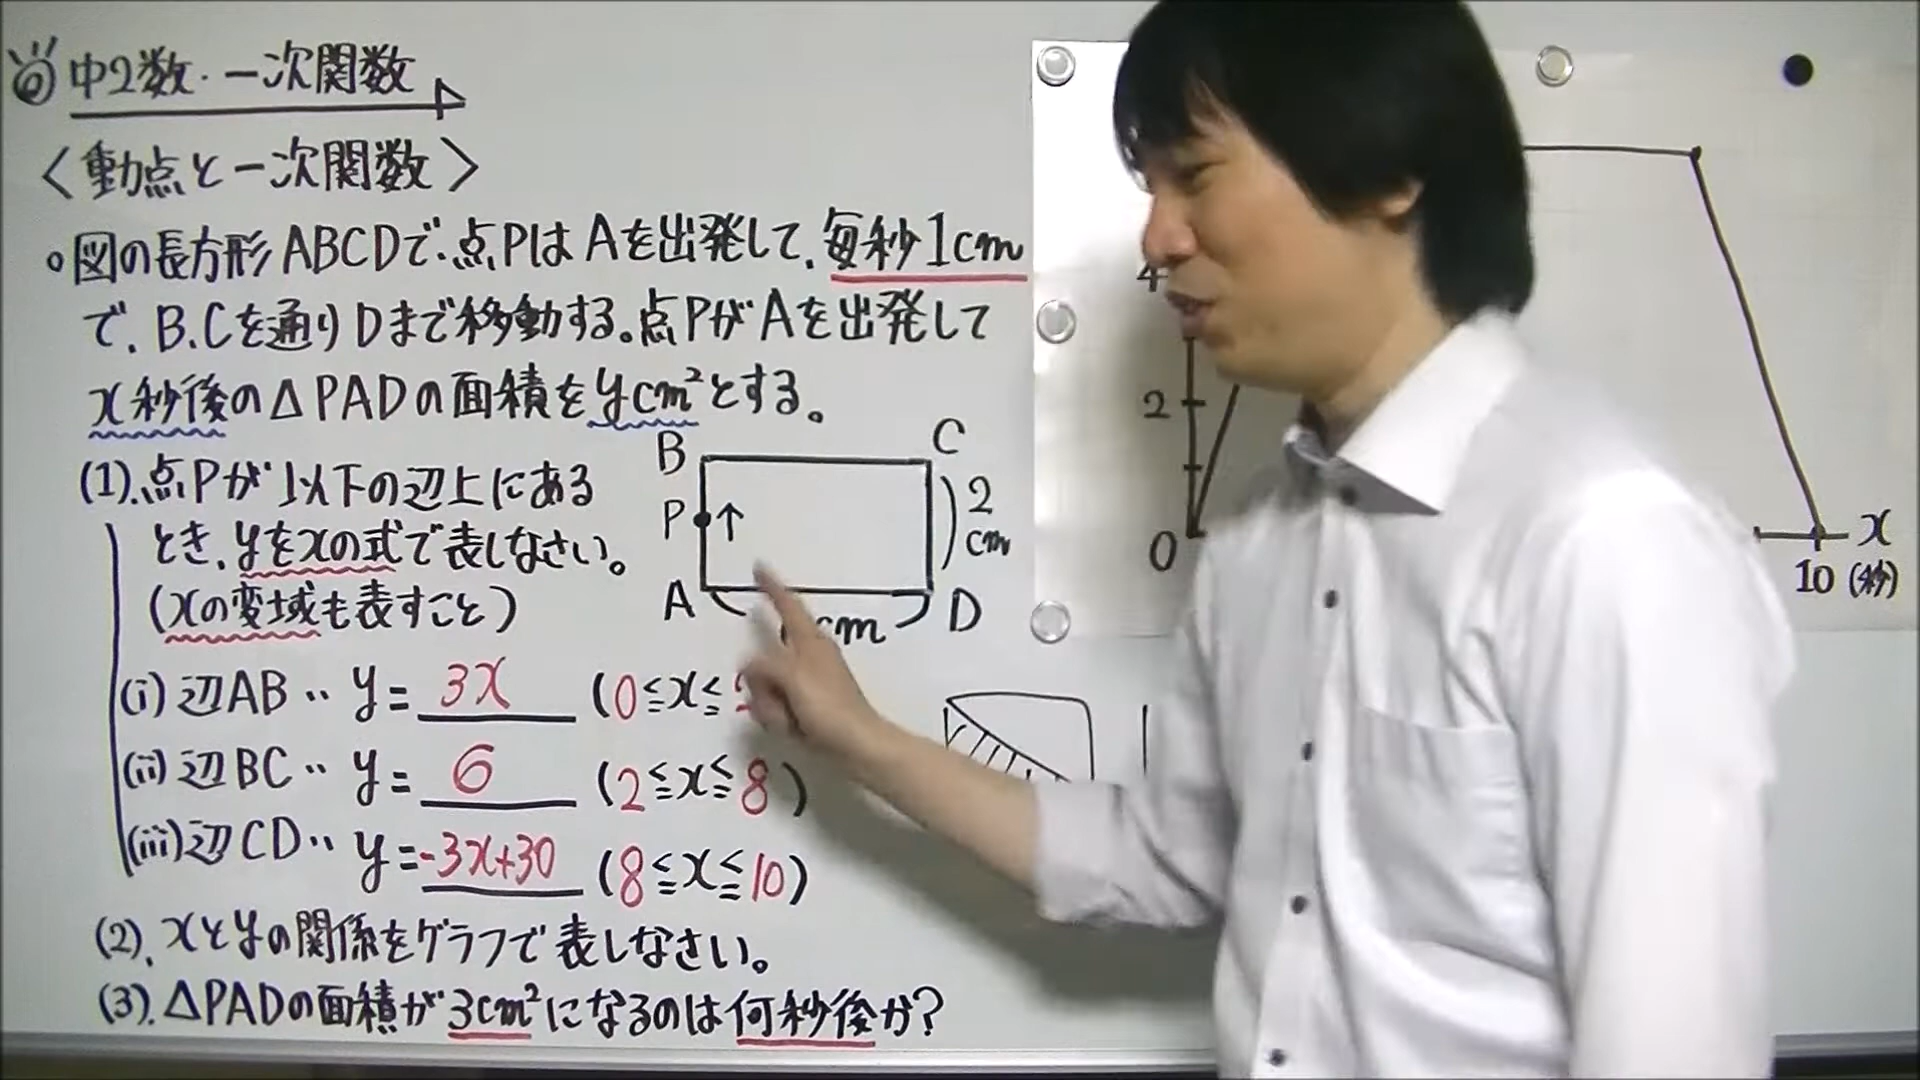 中2数・一次関数
〈動点と一次関数〉
○図の長方形ABCDで、点PはAを出発して、毎秒1cm
で、B、Cを通りDまで移動する。点PがAを出発して
x秒後の△PADの面積をycm²とする。
(1).点Pが以下の辺上にある
とき、yをxの式で表しなさい。
(xの変域も表すこと)
B
C
P
↑
2
cm
A
cm
D
(i)辺AB‥y=3x (0≦x≦
(ii)辺BC‥y=6 (2≦x≦8)
(iii)辺CD‥y=-3x+30 (8≦x≦10)
(2).xとyの関係をグラフで表しなさい。
(3).△PADの面積が3cm²になるのは何秒後か?
4
2
0
10
x
(秒)